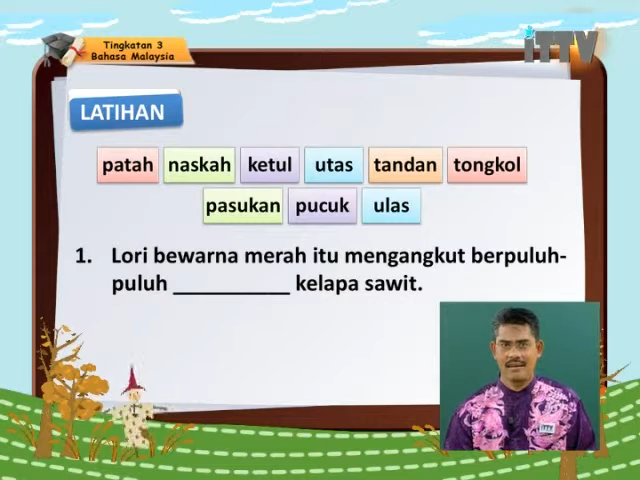 Tingkatan 3
Bahasa Malaysia
iTTV
LATIHAN
patah naskah ketul utas tandan tongkol
pasukan pucuk ulas
1. Lori bewarna merah itu mengangkut berpuluh-
puluh __________ kelapa sawit.
iTTV